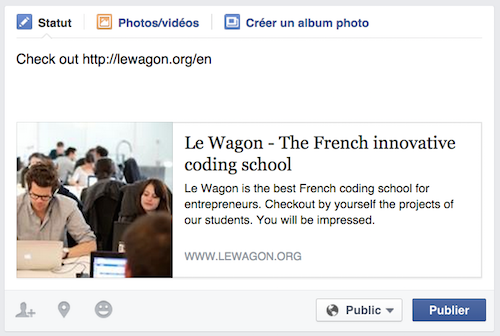 Statut Photos/vidéos Créer un album photo
Check out http://lewagon.org/en
Le Wagon - The French innovative
coding school
Le Wagon is the best French coding school for
entrepreneurs. Checkout by yourself the projects of
our students. You will be impressed.
WWW.LEWAGON.ORG
Public Publier